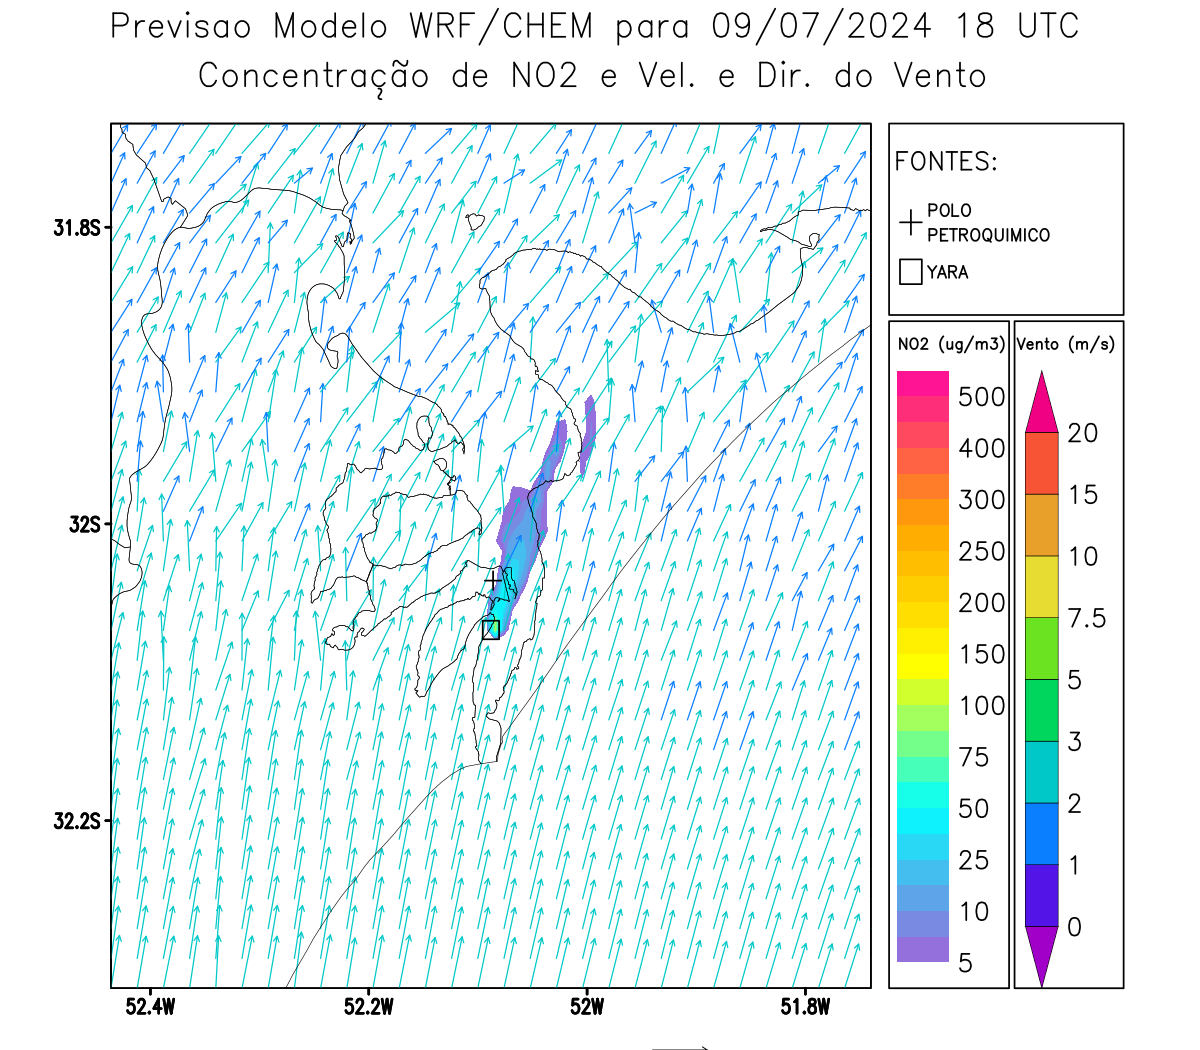 Previsao Modelo WRF/CHEM para 09/07/2024 18 UTC
Concentração de NO2 e Vel. e Dir. do Vento
FONTES:
POLO
PETROQUIMICO
YARA
31.8S
32S
32.2S
52.4W
52.2W
52W
51.8W
NO2 (ug/m3)
500
400
300
250
200
150
100
75
50
25
10
5
Vento (m/s)
20
15
10
7.5
5
3
2
1
0